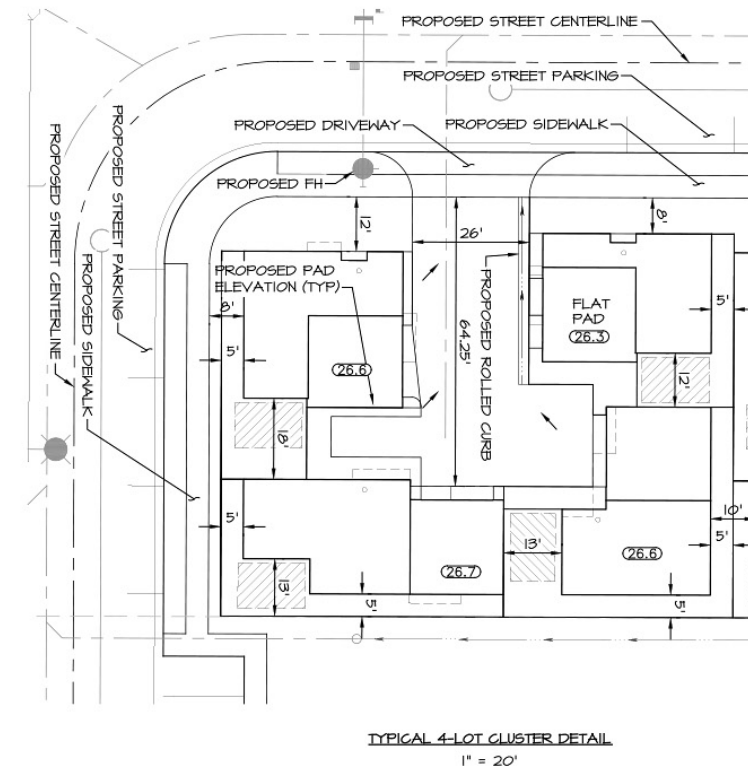 PROPOSED STREET CENTERLINE
PROPOSED STREET PARKING
PROPOSED DRIVEWAY
PROPOSED SIDEWALK
PROPOSED FH
PROPOSED STREET CENTERLINE
PROPOSED STREET PARKING
PROPOSED SIDEWALK
12'
26'
8'
PROPOSED PAD
ELEVATION (TYP)
64.25'
PROPOSED ROLLED CURB
FLAT
PAD
26.3
8'
5'
5'
26.6
12'
18'
5'
13'
26.7
5'
13'
26.6
10'
5'
5'
TYPICAL 4-LOT CLUSTER DETAIL
1" = 20'